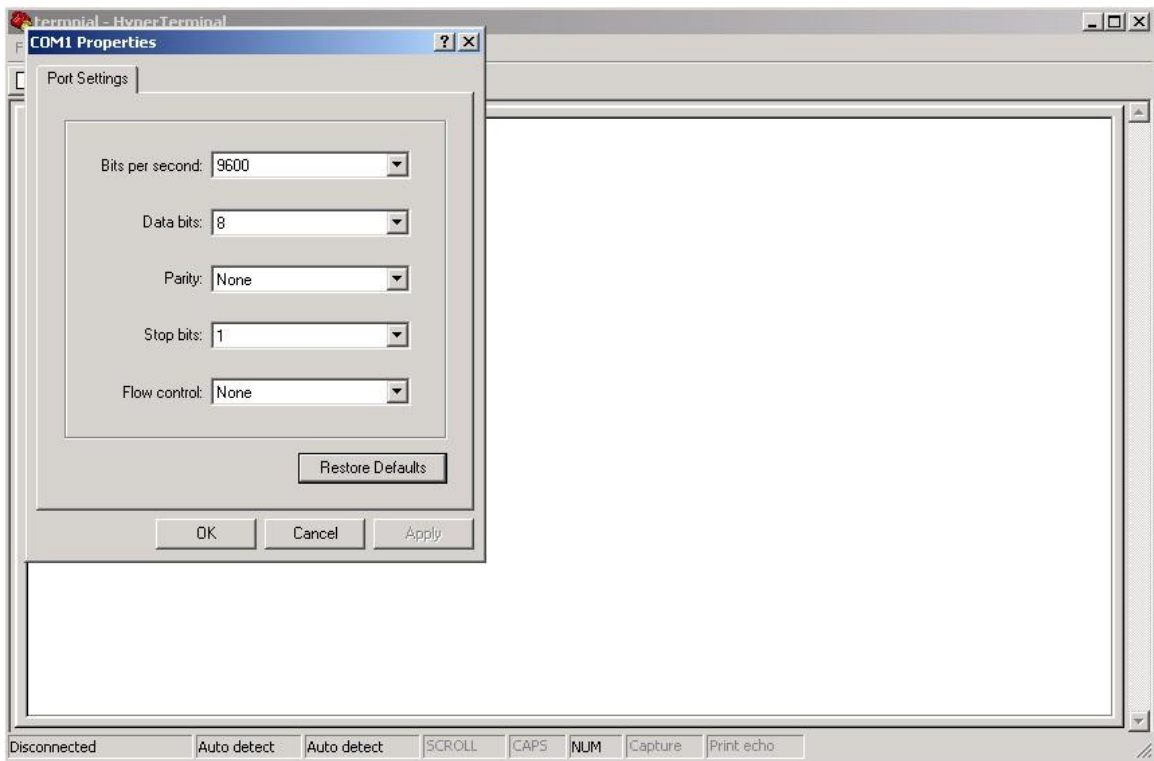 termpial - HyperTerminal
COM1 Properties
F
Port Settings
Bits per second: 9600
Data bits: 8
Parity: None
Stop bits: 1
Flow control: None
Restore Defaults
OK Cancel Apply
Disconnected Auto detect Auto detect SCROLL CAPS NUM Capture Print echo